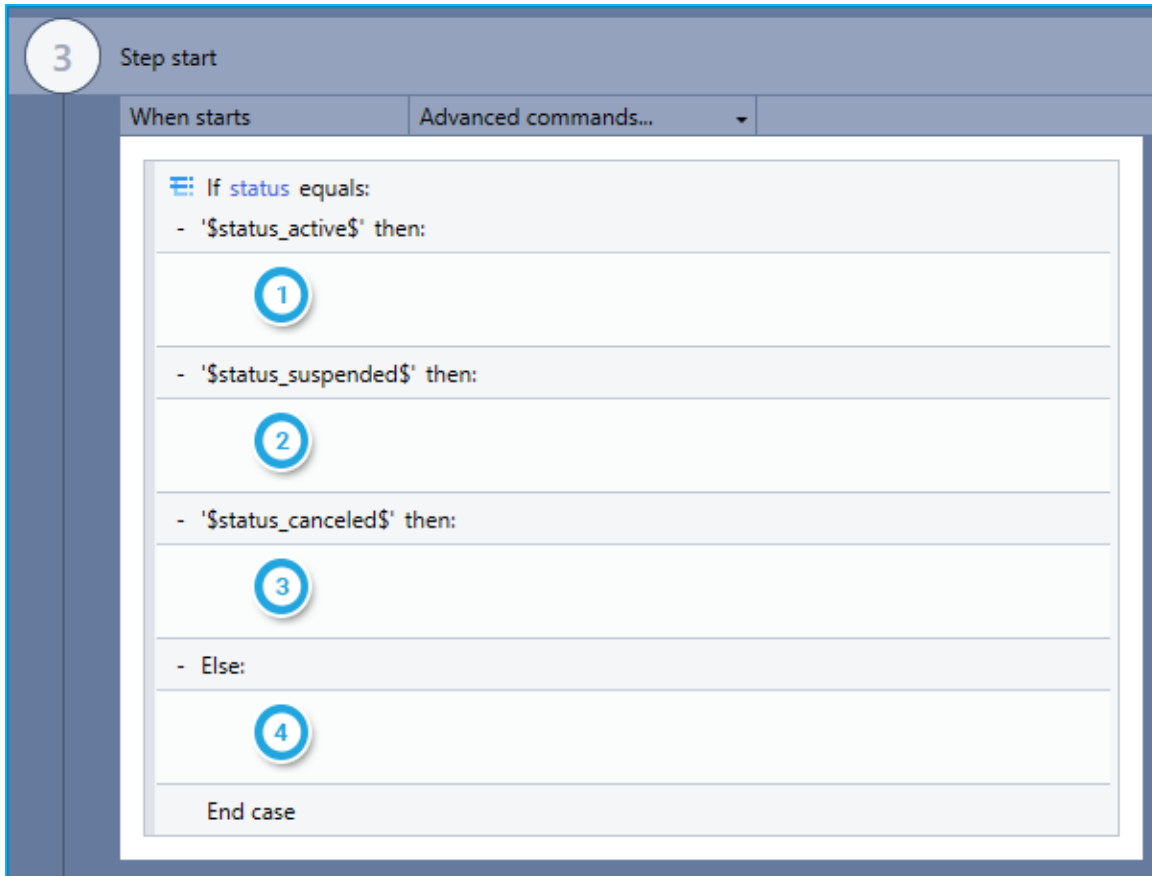 3 Step start
When starts Advanced commands...
If status equals:
- '$status_active$' then:
1
- '$status_suspended$' then:
2
- '$status_canceled$' then:
3
- Else:
4
End case